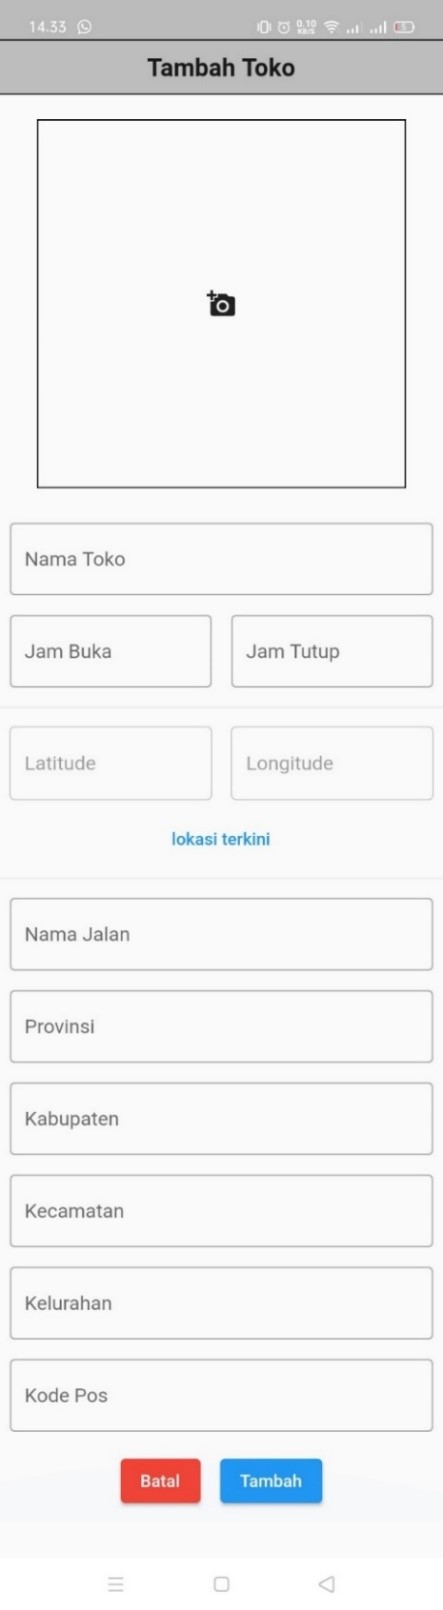 14.33
0,10
KB/S
5
Tambah Toko
Nama Toko
Jam Buka
Jam Tutup
Latitude
Longitude
lokasi terkini
Nama Jalan
Provinsi
Kabupaten
Kecamatan
Kelurahan
Kode Pos
Batal
Tambah